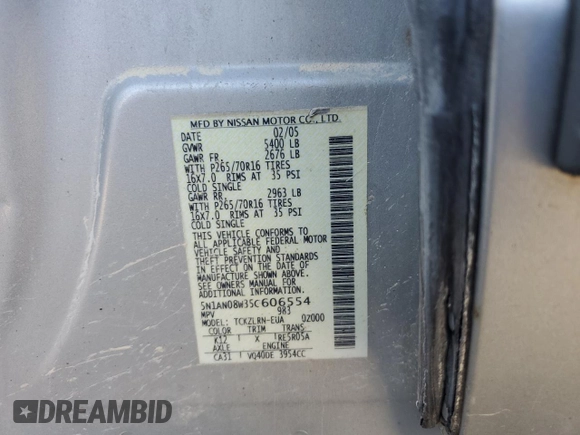 MFD BY NISSAN MOTOR CO., LTD.
DATE 02/05
GVWR 5400 LB
GAWR FR. 2676 LB
WITH P265/70R16 TIRES
16X7.0 RIMS AT 35 PSI
COLD SINGLE
GAWR RR. 2963 LB
WITH P265/70R16 TIRES
16X7.0 RIMS AT 35 PSI
COLD SINGLE
THIS VEHICLE CONFORMS TO
ALL APPLICABLE FEDERAL MOTOR
VEHICLE SAFETY AND
THEFT PREVENTION STANDARDS
IN EFFECT ON THE DATE OF
MANUFACTURE SHOWN ABOVE.
SEE OWNERS MANUAL FOR
ADDITIONAL INFORMATION.
5N1AN08W35C606554
MPV 983
MODEL: TCKZLRN-EUA 02000
COLOR TRIM TRANS
K12 X TRE5R05A
AXLE ENGINE
CA31 VQ40DE 3954CC
DREAMBID